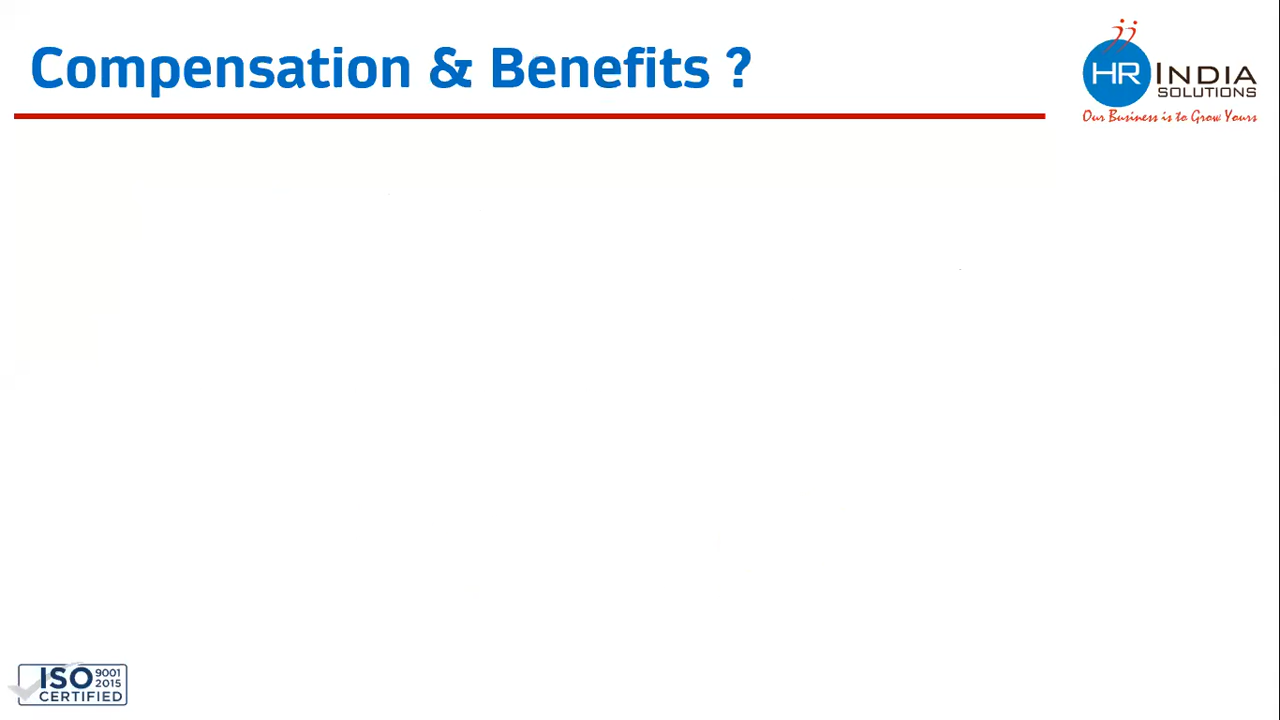 Compensation & Benefits ?
HR INDIA
SOLUTIONS
Our Business is to Grow Yours
ISO 9001
2015
CERTIFIED